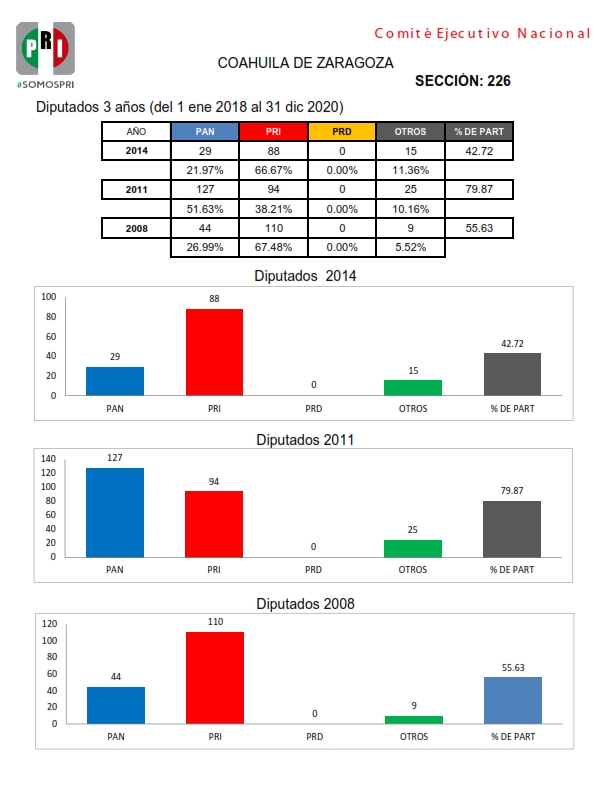 Comité Ejecutivo Nacional
PRI
#SOMOSPRI
COAHUILA DE ZARAGOZA
SECCIÓN: 226
Diputados 3 años (del 1 ene 2018 al 31 dic 2020)
AÑO PAN PRI PRD OTROS % DE PART
2014 29 88 0 15 42.72
21.97% 66.67% 0.00% 11.36%
2011 127 94 0 25 79.87
51.63% 38.21% 0.00% 10.16%
2008 44 110 0 9 55.63
26.99% 67.48% 0.00% 5.52%
Diputados 2014
100
80
60
40
20
0
29 88 0 15 42.72
PAN PRI PRD OTROS % DE PART
Diputados 2011
140
120
100
80
60
40
20
0
127 94 0 25 79.87
PAN PRI PRD OTROS % DE PART
Diputados 2008
120
100
80
60
40
20
0
44 110 0 9 55.63
PAN PRI PRD OTROS % DE PART